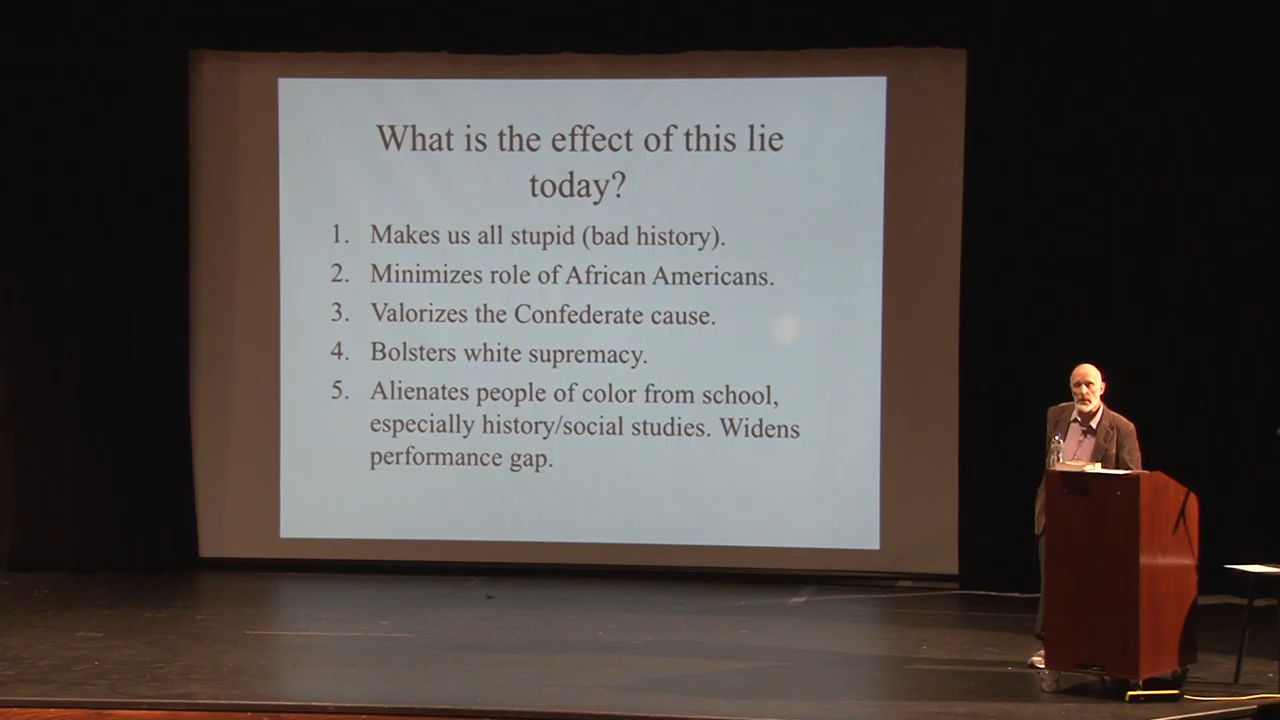 What is the effect of this lie
today?
1. Makes us all stupid (bad history).
2. Minimizes role of African Americans.
3. Valorizes the Confederate cause.
4. Bolsters white supremacy.
5. Alienates people of color from school,
especially history/social studies. Widens
performance gap.